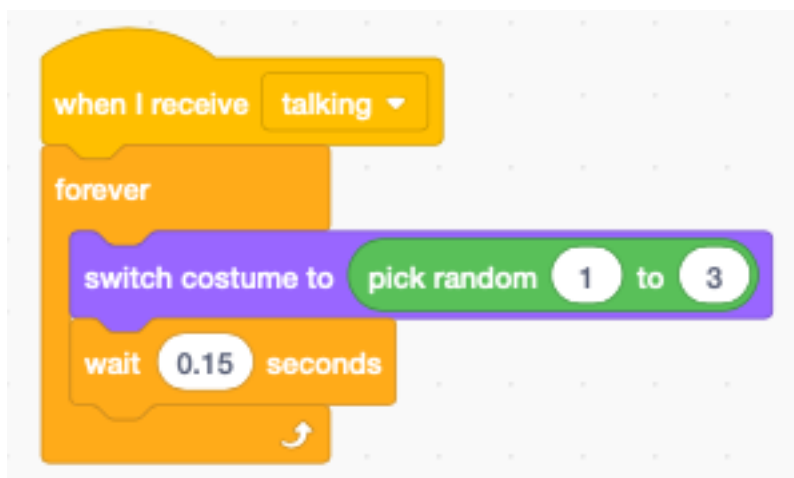 when I receive talking
forever
switch costume to pick random 1 to 3
wait 0.15 seconds